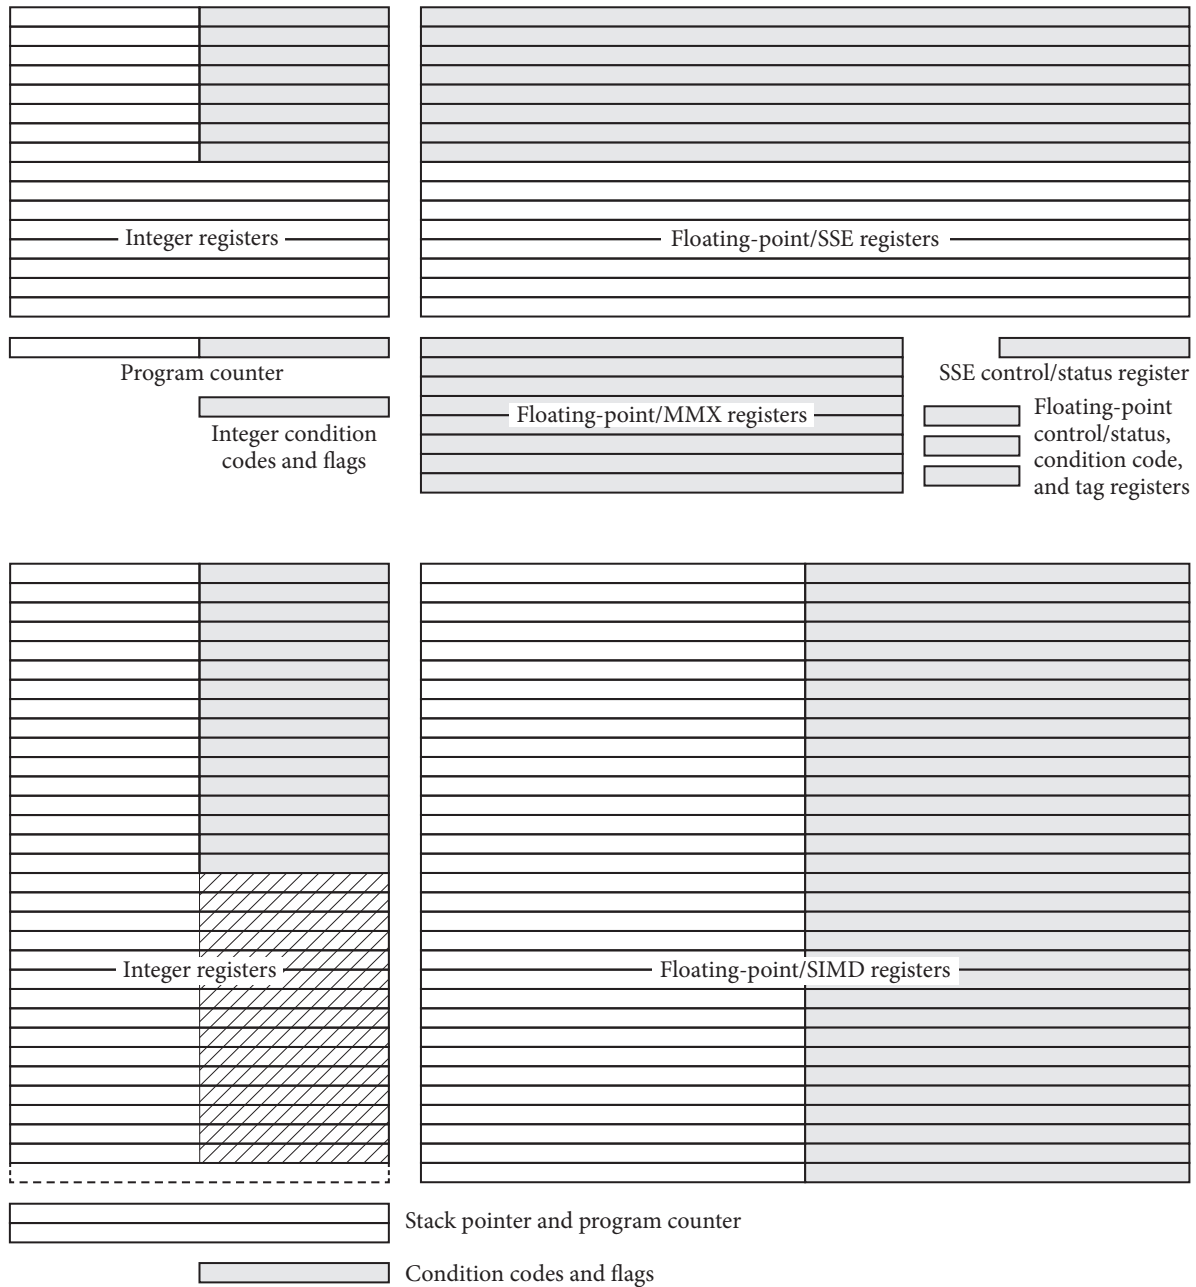 Integer registers
Floating-point/SSE registers
Program counter
SSE control/status register
Integer condition
codes and flags
Floating-point/MMX registers
Floating-point
control/status,
condition code,
and tag registers
Integer registers
Floating-point/SIMD registers
Stack pointer and program counter
Condition codes and flags